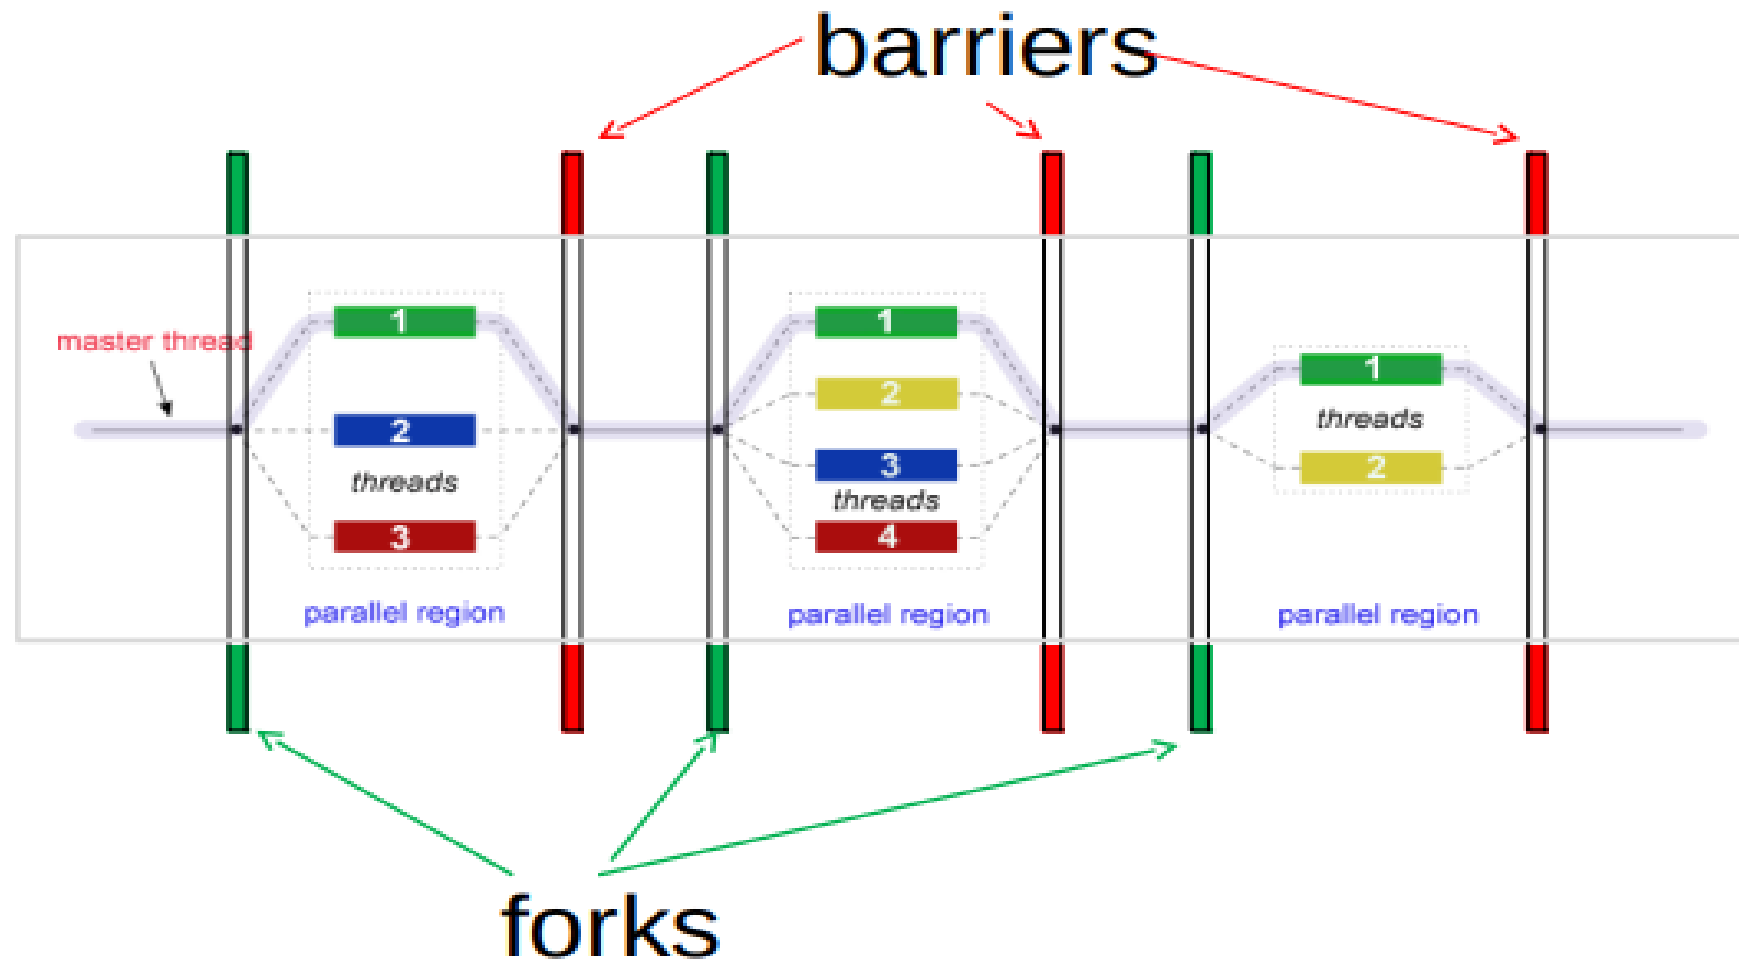 barriers
master thread
1
2
threads
3
parallel region
1
2
3
threads
4
parallel region
1
threads
2
parallel region
forks